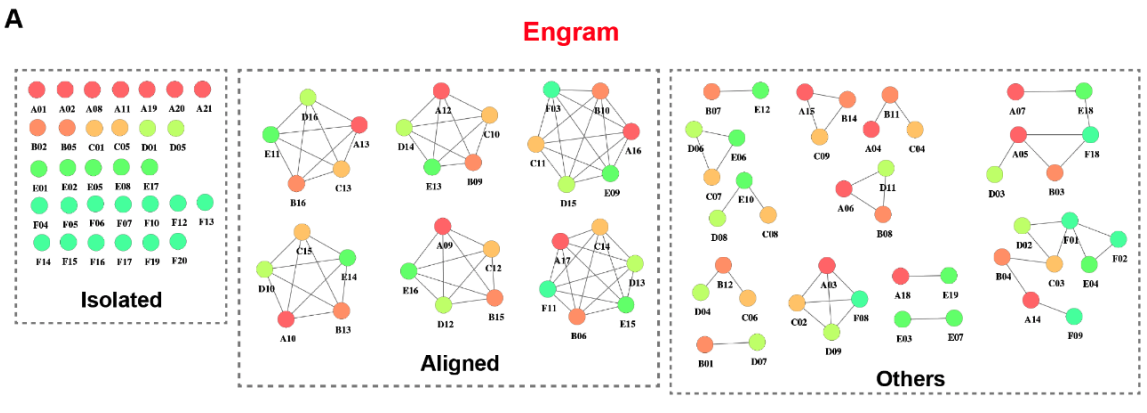 A
Engram
A01 A02 A08 A11 A19 A20 A21
B02 B05 C01 C05 D01 D05
E01 E02 E05 E08 E17
F04 F05 F06 F07 F10 F12 F13
F14 F15 F16 F17 F19 F20
Isolated
D16
E11 A13
C13
B16
A12
C10
D14
E13 B09
F03 B10
A16
C11
D15 E09
C15
D10 E14
B13
A10
A09
C12
E16
D12 B15
A17 C14
D13
F11
B06 E15
Aligned
B07 E12
A15 B14
C09
B11
A04 C04
A07 E18
A05 F18
D03 B03
D06 E06
C07
E10
D08 C08
D11
A06
B08
D02 F01 F02
B04 C03 E04
A14
F09
B12
D04 C06
A03
C02 F08
D09
A18 E19
E03 E07
B01 D07
Others